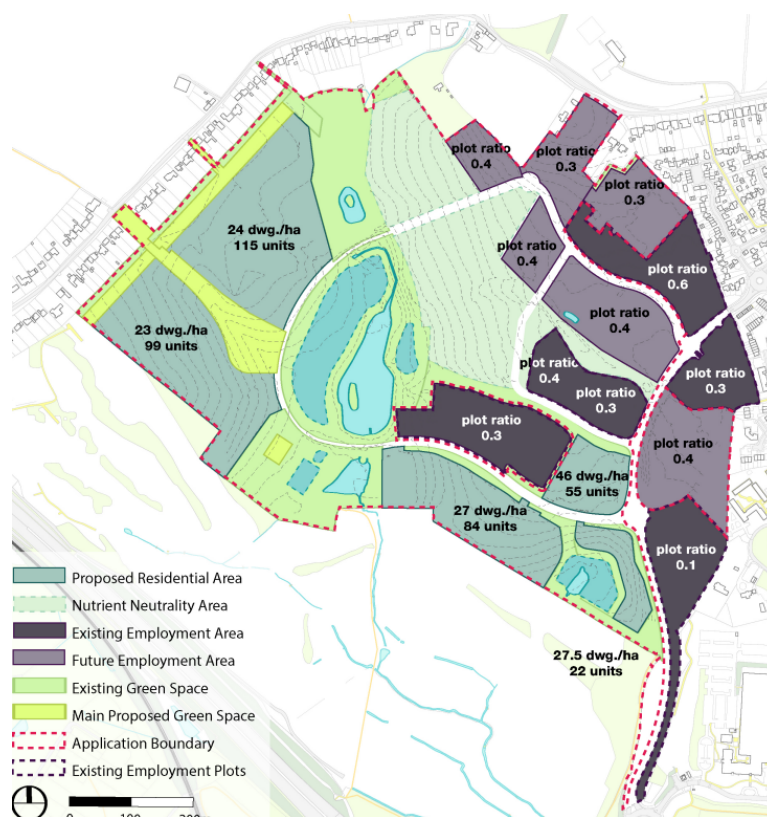 plot ratio
0.4
plot ratio
0.3
plot ratio
0.3
24 dwg./ha
115 units
plot ratio
0.4
plot ratio
0.6
23 dwg./ha
99 units
plot ratio
0.4
plot ratio
0.4
plot ratio
0.3
plot ratio
0.3
plot ratio
0.3
plot ratio
0.4
46 dwg./ha
55 units
27 dwg./ha
84 units
plot ratio
0.1
27.5 dwg./ha
22 units
Proposed Residential Area
Nutrient Neutrality Area
Existing Employment Area
Future Employment Area
Existing Green Space
Main Proposed Green Space
Application Boundary
Existing Employment Plots